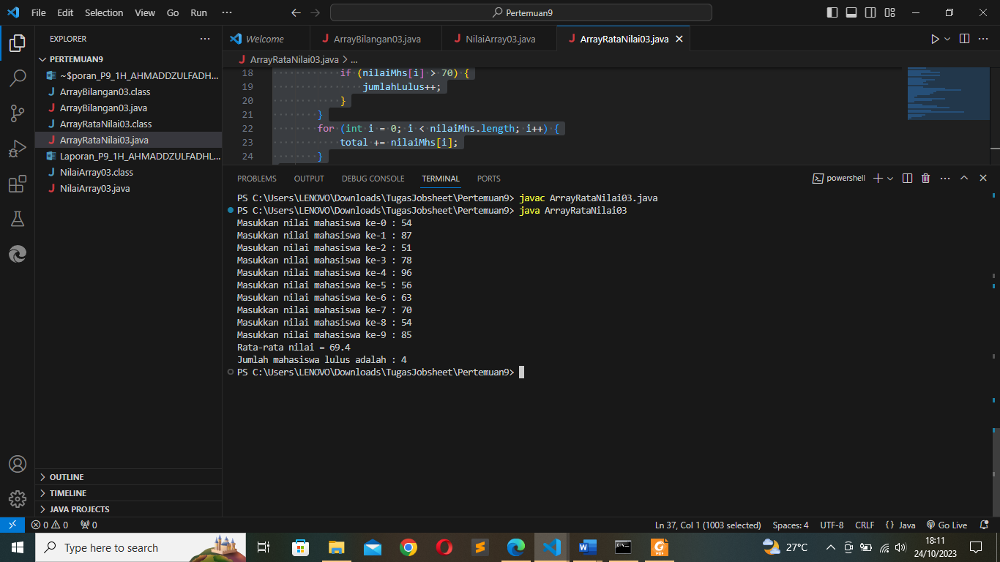 File Edit Selection View Go Run ···
Pertemuan9
EXPLORER ···
PERTEMUAN9
~$poran_P9_1H_AHMADDZULFADH...
ArrayBilangan03.class
ArrayBilangan03.java
ArrayRataNilai03.class
ArrayRataNilai03.java
Laporan_P9_1H_AHMADDZULFADHL...
NilaiArray03.class
NilaiArray03.java
OUTLINE
TIMELINE
JAVA PROJECTS
Welcome
ArrayBilangan03.java
NilaiArray03.java
ArrayRataNilai03.java
ArrayRataNilai03.java > ...
18 if (nilaiMhs[i] > 70) {
19 jumlahLulus++;
20 }
21 }
22 for (int i = 0; i < nilaiMhs.length; i++) {
23 total += nilaiMhs[i];
24 }
PROBLEMS OUTPUT DEBUG CONSOLE TERMINAL PORTS
powershell
PS C:\Users\LENOVO\Downloads\TugasJobsheet\Pertemuan9> javac ArrayRataNilai03.java
PS C:\Users\LENOVO\Downloads\TugasJobsheet\Pertemuan9> java ArrayRataNilai03
Masukkan nilai mahasiswa ke-0 : 54
Masukkan nilai mahasiswa ke-1 : 87
Masukkan nilai mahasiswa ke-2 : 51
Masukkan nilai mahasiswa ke-3 : 78
Masukkan nilai mahasiswa ke-4 : 96
Masukkan nilai mahasiswa ke-5 : 56
Masukkan nilai mahasiswa ke-6 : 63
Masukkan nilai mahasiswa ke-7 : 70
Masukkan nilai mahasiswa ke-8 : 54
Masukkan nilai mahasiswa ke-9 : 85
Rata-rata nilai = 69.4
Jumlah mahasiswa lulus adalah : 4
PS C:\Users\LENOVO\Downloads\TugasJobsheet\Pertemuan9>
0 0 0
Ln 37, Col 1 (1003 selected) Spaces: 4 UTF-8 CRLF {} Java Go Live
Type here to search
27°C
18:11
24/10/2023